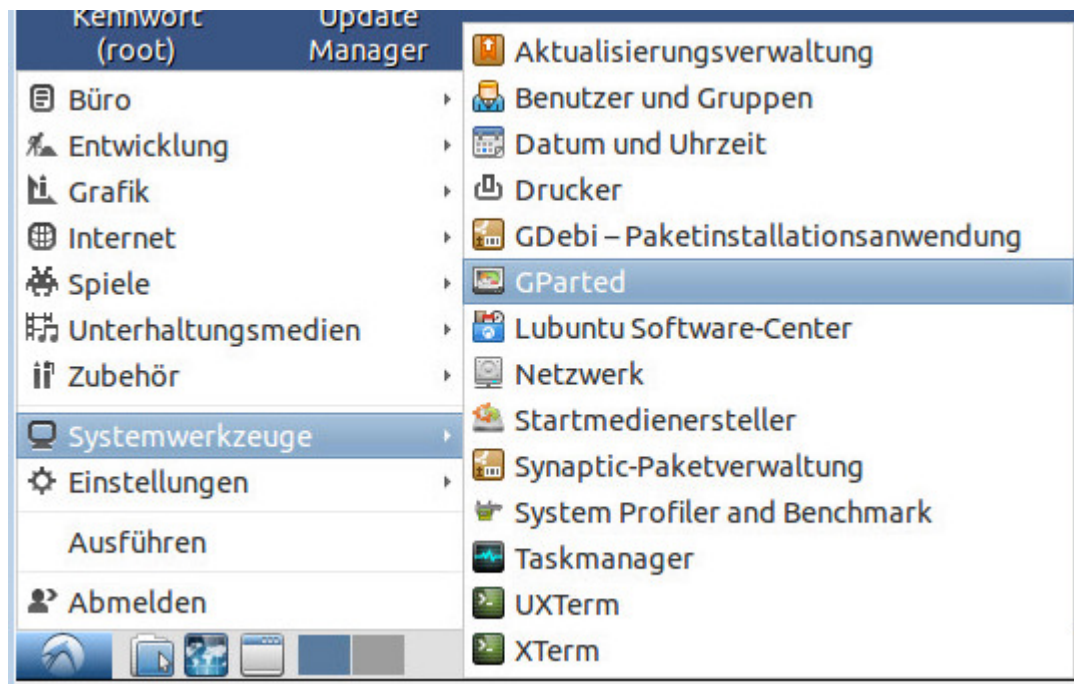 Kennwort
(root)
Update
Manager
Büro
Entwicklung
Grafik
Internet
Spiele
Unterhaltungsmedien
Zubehör
Systemwerkzeuge
Einstellungen
Ausführen
Abmelden
Aktualisierungsverwaltung
Benutzer und Gruppen
Datum und Uhrzeit
Drucker
GDebi – Paketinstallationsanwendung
GParted
Lubuntu Software-Center
Netzwerk
Startmedienersteller
Synaptic-Paketverwaltung
System Profiler and Benchmark
Taskmanager
UXTerm
XTerm